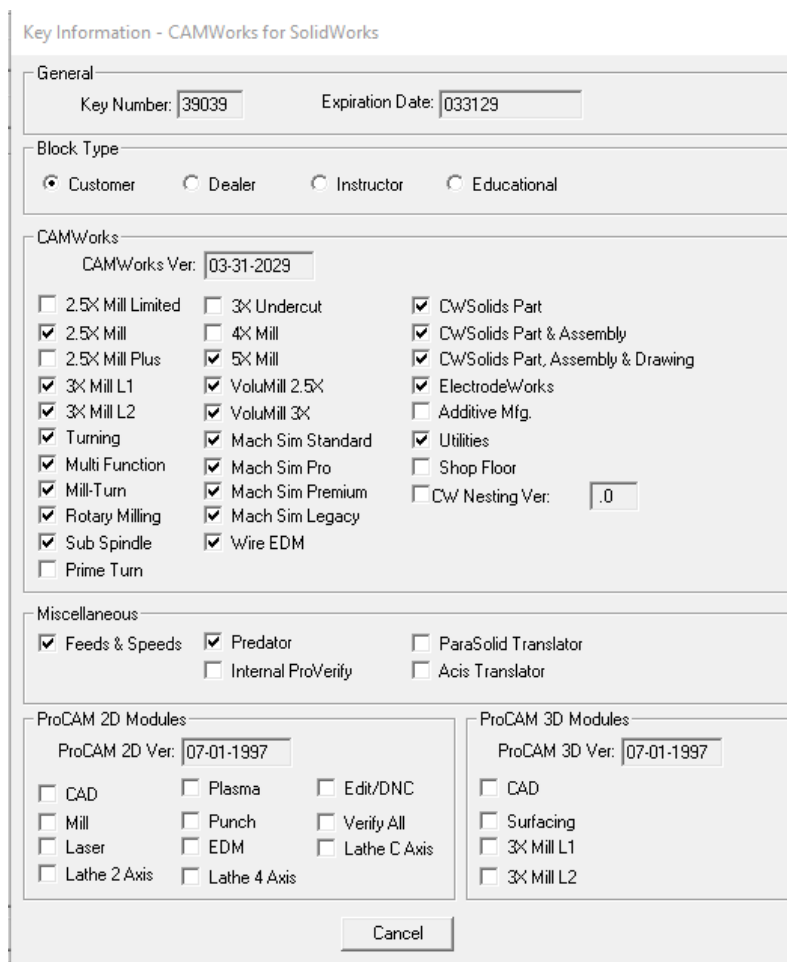 Key Information - CAMWorks for SolidWorks
General
Key Number: 39039 Expiration Date: 033129
Block Type
Customer Dealer Instructor Educational
CAMWorks
CAMWorks Ver: 03-31-2029
2.5X Mill Limited 3X Undercut CWSolids Part
2.5X Mill 4X Mill CWSolids Part & Assembly
2.5X Mill Plus 5X Mill CWSolids Part, Assembly & Drawing
3X Mill L1 VoluMill 2.5X ElectrodeWorks
3X Mill L2 VoluMill 3X Additive Mfg.
Turning Mach Sim Standard Utilities
Multi Function Mach Sim Pro Shop Floor
Mill-Turn Mach Sim Premium CW Nesting Ver: .0
Rotary Milling Mach Sim Legacy
Sub Spindle Wire EDM
Prime Turn
Miscellaneous
Feeds & Speeds Predator ParaSolid Translator
Internal ProVerify Acis Translator
ProCAM 2D Modules ProCAM 3D Modules
ProCAM 2D Ver: 07-01-1997 ProCAM 3D Ver: 07-01-1997
CAD Plasma Edit/DNC CAD
Mill Punch Verify All Surfacing
Laser EDM Lathe C Axis 3X Mill L1
Lathe 2 Axis Lathe 4 Axis 3X Mill L2
Cancel